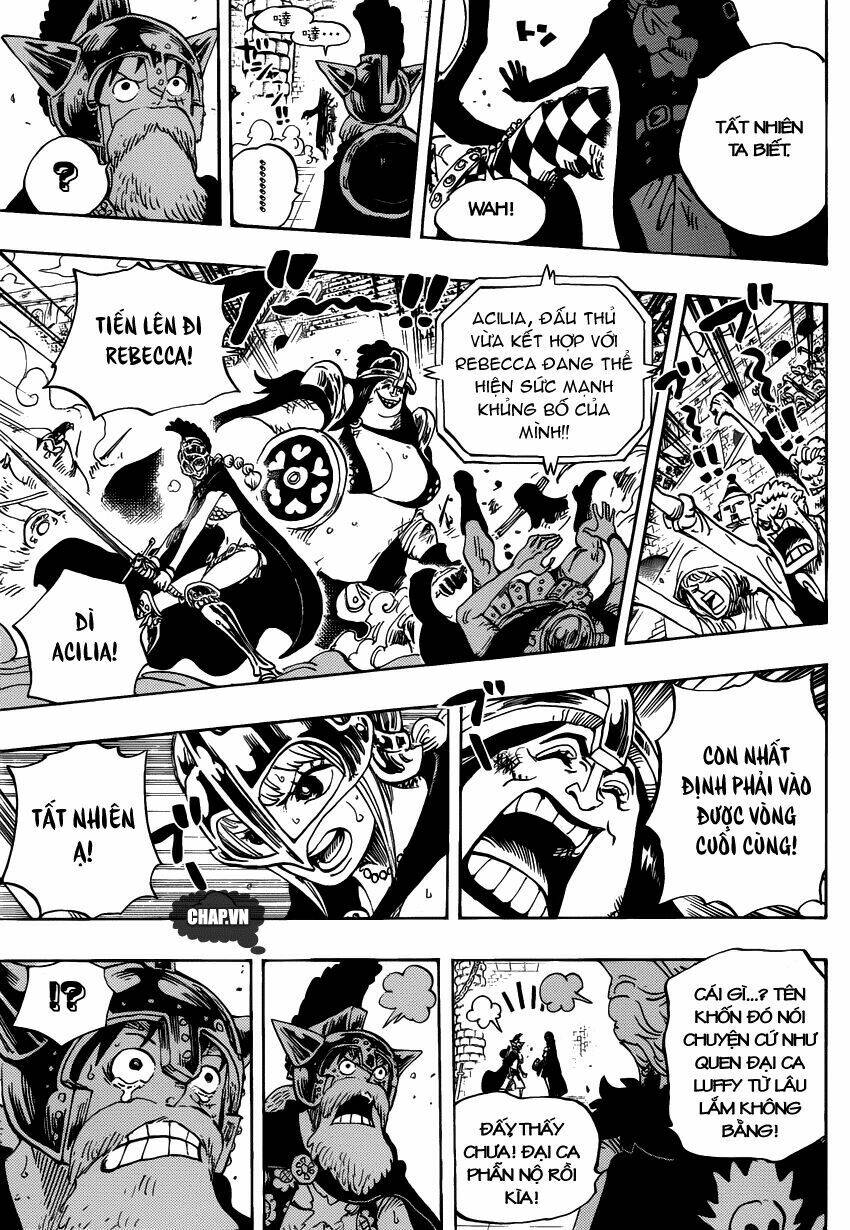 TẤT NHIÊN
TA BIẾT.
WAH!
噠…
噠…
?
ACILIA, ĐẤU THỦ
VỪA KẾT HỢP VỚI
REBECCA ĐANG THỂ
HIỆN SỨC MẠNH
KHỦNG BỐ CỦA
MÌNH!!
TIẾN LÊN ĐI
REBECCA!
DÌ
ACILIA!
CON NHẤT
ĐỊNH PHẢI VÀO
ĐƯỢC VÒNG
CUỐI CÙNG!
TẤT NHIÊN
Ạ!
CHAP.VN
CÁI GÌ...? TÊN
KHỐN ĐÓ NÓI
CHUYỆN CỨ NHƯ
QUEN ĐẠI CA
LUFFY TỪ LÂU
LẮM KHÔNG
BẰNG!
ĐẤY, THẤY
CHƯA! ĐẠI CA
PHẪN NỘ RỒI
KÌA!
!?